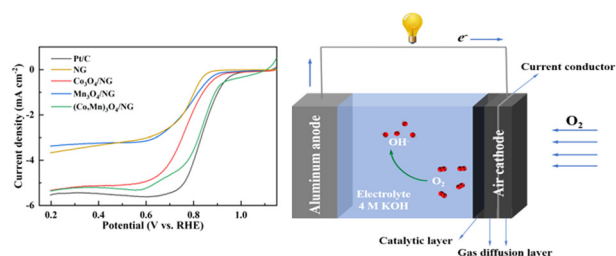 Current density (mA cm⁻²)
0
-2
-4
-6
Pt/C
NG
Co₃O₄/NG
Mn₃O₄/NG
(Co,Mn)₃O₄/NG
0.2
0.4
0.6
0.8
1.0
Potential (V vs. RHE)
e⁻
Current conductor
Aluminum anode
OH⁻
O₂
Electrolyte
4 M KOH
Air cathode
O₂
Catalytic layer
Gas diffusion layer